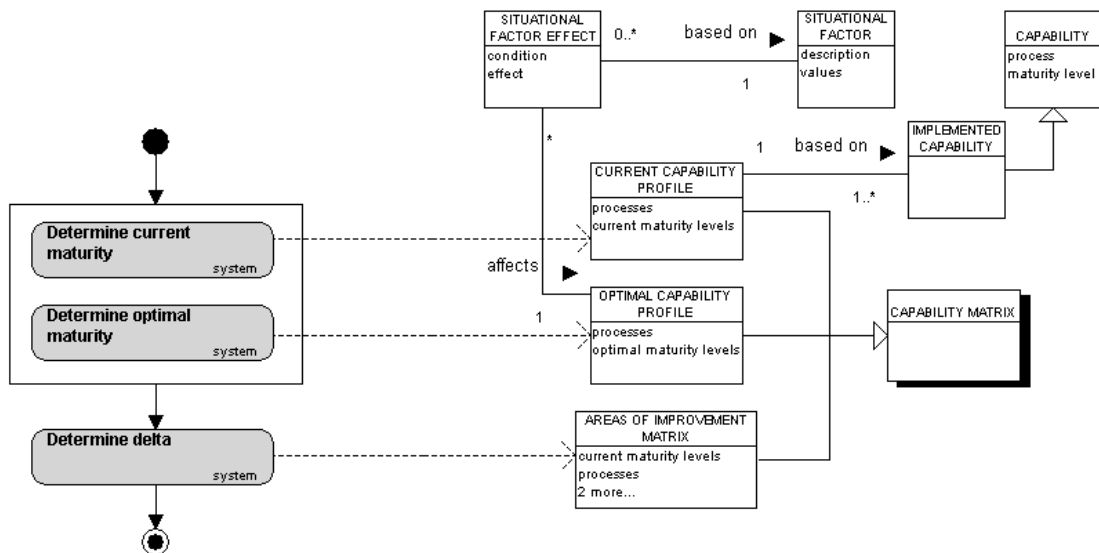 SITUATIONAL
FACTOR EFFECT
condition
effect
0..*
based on
1
SITUATIONAL
FACTOR
description
values
CAPABILITY
process
maturity level
*
1
based on
1..*
IMPLEMENTED
CAPABILITY
CURRENT CAPABILITY
PROFILE
processes
current maturity levels
Determine current
maturity
system
affects
1
OPTIMAL CAPABILITY
PROFILE
processes
optimal maturity levels
CAPABILITY MATRIX
Determine optimal
maturity
system
AREAS OF IMPROVEMENT
MATRIX
current maturity levels
processes
2 more...
Determine delta
system